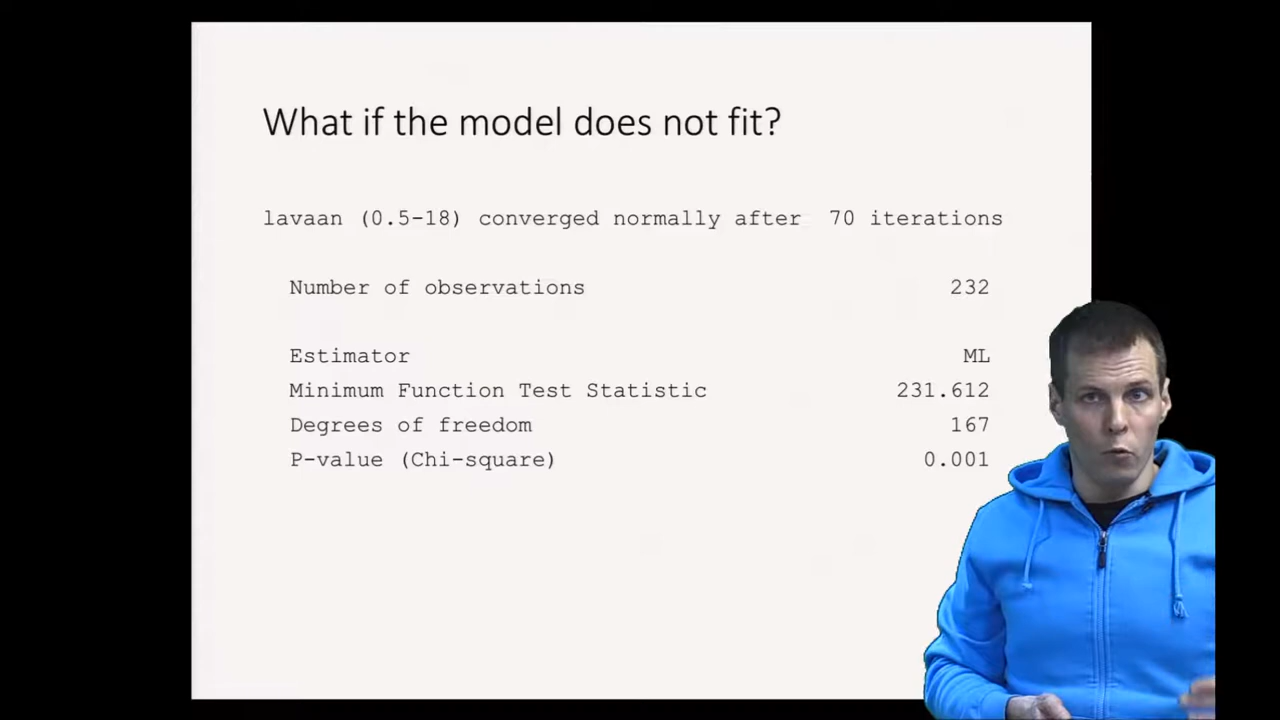 What if the model does not fit?
lavaan (0.5-18) converged normally after 70 iterations
Number of observations 232
Estimator ML
Minimum Function Test Statistic 231.612
Degrees of freedom 167
P-value (Chi-square) 0.001